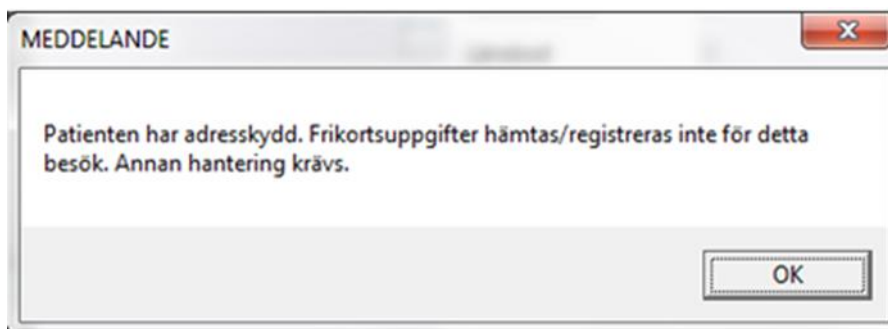 MEDDELANDE
Patienten har adresskydd. Frikortsuppgifter hämtas/registreras inte för detta
besök. Annan hantering krävs.
OK